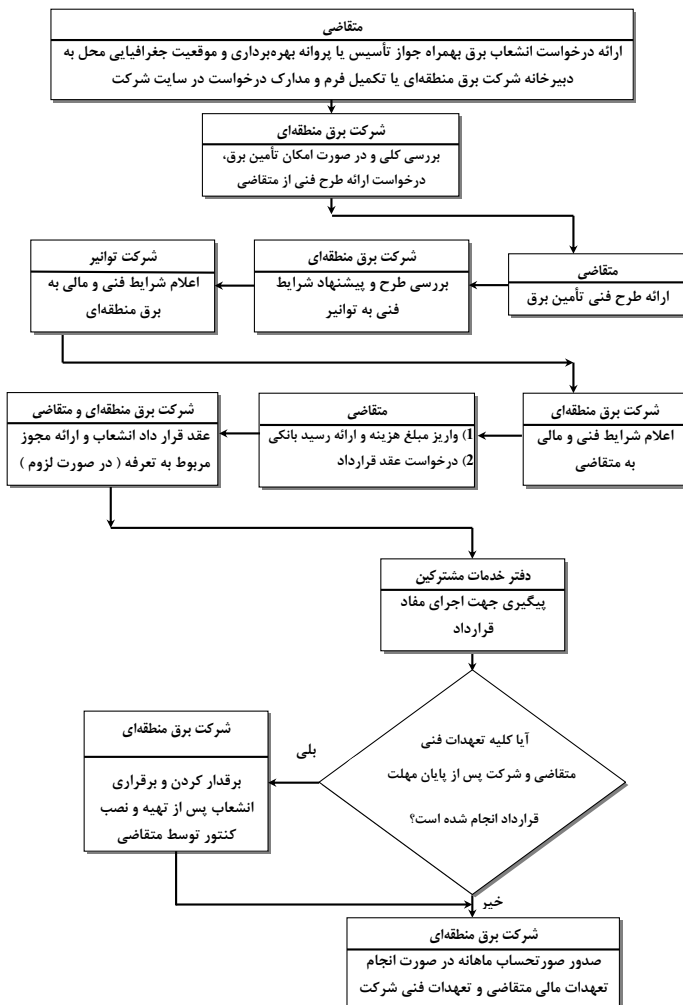 متقاضی
ارائه درخواست انشعاب برق بهمراه جواز تأسیس یا پروانه بهره‌برداری و موقعیت جغرافیایی محل به
دبیرخانه شرکت برق منطقه‌ای یا تکمیل فرم و مدارک درخواست در سایت شرکت
شرکت برق منطقه‌ای
بررسی کلی و در صورت امکان تأمین برق،
درخواست ارائه طرح فنی از متقاضی
متقاضی
ارائه طرح فنی تأمین برق
شرکت برق منطقه‌ای
بررسی طرح و پیشنهاد شرایط
فنی به توانیر
شرکت توانیر
اعلام شرایط فنی و مالی به
برق منطقه‌ای
شرکت برق منطقه‌ای
اعلام شرایط فنی و مالی
به متقاضی
متقاضی
1) واریز مبلغ هزینه و ارائه رسید بانکی
2) درخواست عقد قرارداد
شرکت برق منطقه‌ای و متقاضی
عقد قرار داد انشعاب و ارائه مجوز
مربوط به تعرفه ( در صورت لزوم )
دفتر خدمات مشترکین
پیگیری جهت اجرای مفاد
قرارداد
آیا کلیه تعهدات فنی
متقاضی و شرکت پس از پایان مهلت
قرارداد انجام شده است؟
بلی
شرکت برق منطقه‌ای
برقدار کردن و برقراری
انشعاب پس از تهیه و نصب
کنتور توسط متقاضی
خیر
شرکت برق منطقه‌ای
صدور صورتحساب ماهانه در صورت انجام
تعهدات مالی متقاضی و تعهدات فنی شرکت